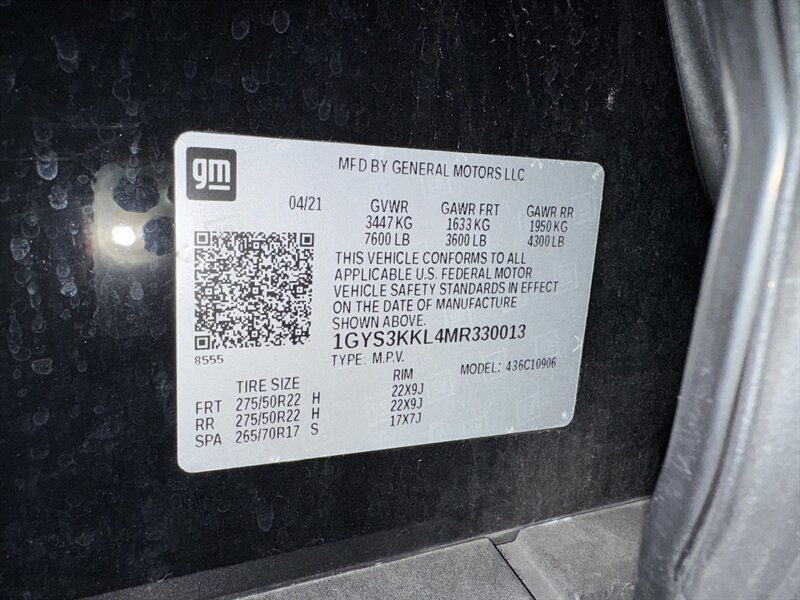 gm
MFD BY GENERAL MOTORS LLC
04/21 GVWR GAWR FRT GAWR RR
3447 KG 1633 KG 1950 KG
7600 LB 3600 LB 4300 LB
THIS VEHICLE CONFORMS TO ALL
APPLICABLE U.S. FEDERAL MOTOR
VEHICLE SAFETY STANDARDS IN EFFECT
ON THE DATE OF MANUFACTURE
SHOWN ABOVE.
8555
1GYS3KKL4MR330013
TYPE: M.P.V. MODEL: 436C10906
TIRE SIZE RIM
FRT 275/50R22 H 22X9J
RR 275/50R22 H 22X9J
SPA 265/70R17 S 17X7J